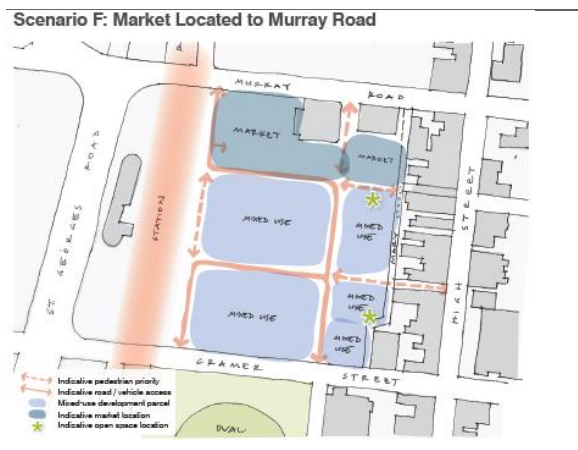 Scenario F: Market Located to Murray Road
d
MURRAY ROAD
MARKET
MARKET
ST. GEORGES ROAD
STATION
MIXED USE
MIXED
USE
MARY ST
HIGH STREET
MIXED USE
MIXED
USE
MIXED
USE
CRAMER STREET
OVAL
Indicative pedestrian priority
Indicative road / vehicle access
Mixed-use development parcel
Indicative market location
Indicative open space location